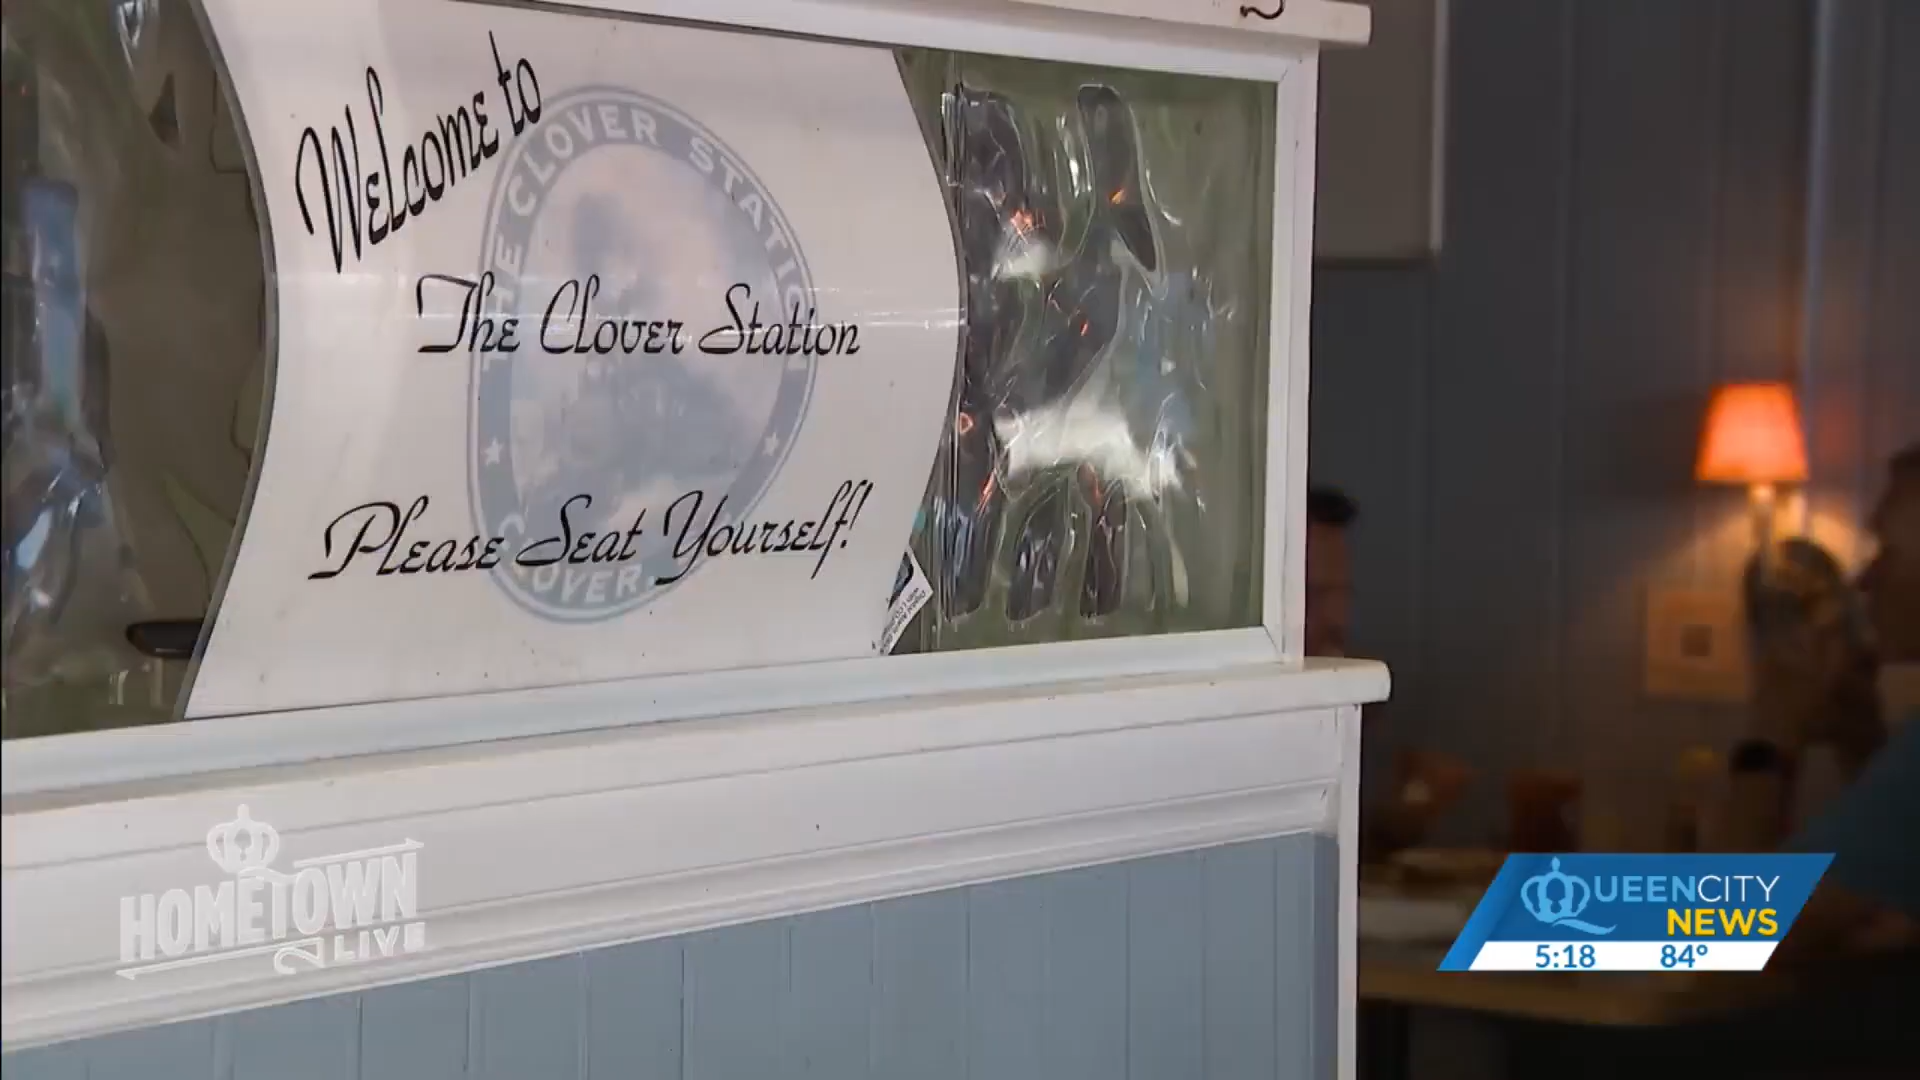 Welcome to
THE CLOVER STATION
The Clover Station
Please Seat Yourself!
CLOVER
HOMETOWN
LIVE
QUEENCITY
NEWS
5:18 84°